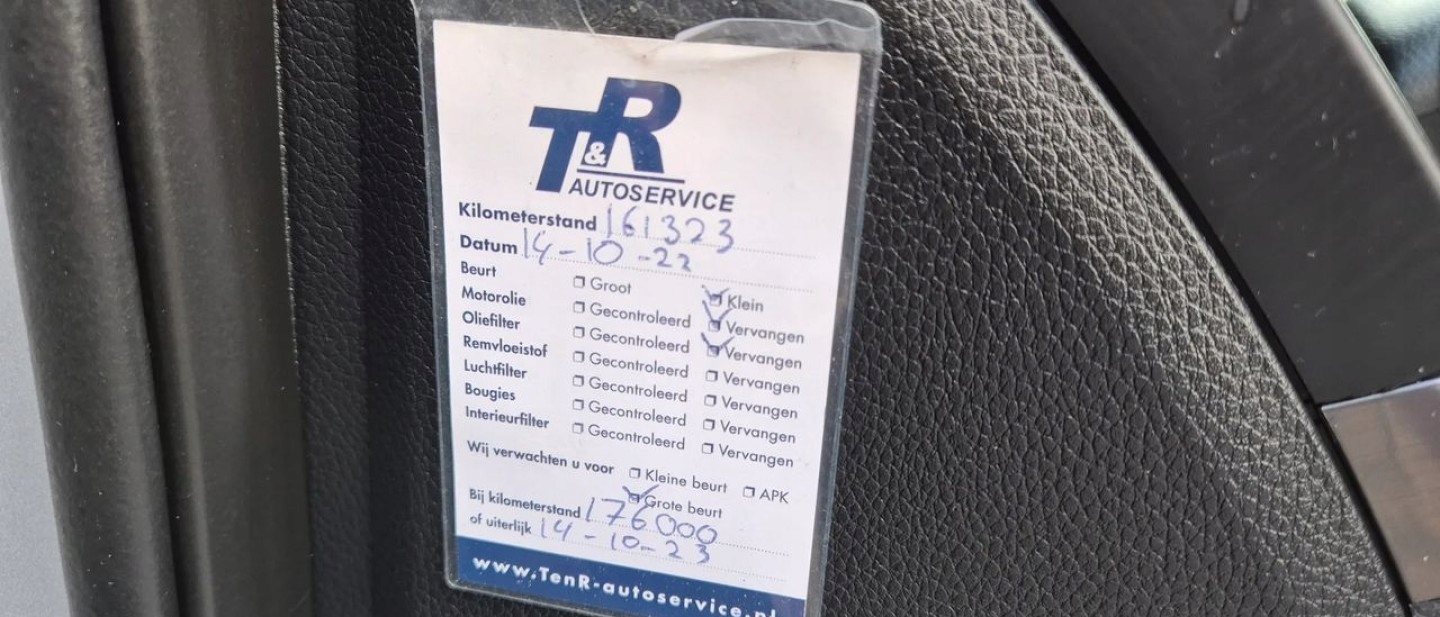 T&R
AUTOSERVICE
Kilometerstand 161323
Datum 14-10-22
Beurt Groot Klein
Motorolie Gecontroleerd Vervangen
Oliefilter Gecontroleerd Vervangen
Remvloeistof Gecontroleerd Vervangen
Luchtfilter Gecontroleerd Vervangen
Bougies Gecontroleerd Vervangen
Interieurfilter Gecontroleerd Vervangen
Wij verwachten u voor Kleine beurt APK
Grote beurt
Bij kilometerstand 176000
of uiterlijk 14-10-23
www.TenR-autoservice.nl